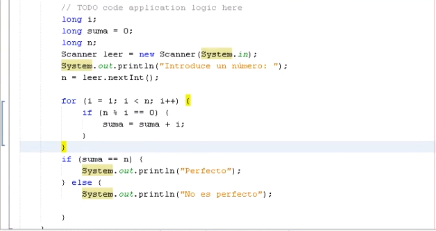 // TODO code application logic here
long i;
long suma = 0;
long n;
Scanner leer = new Scanner(System.in);
System.out.println("Introduce un número: ");
n = leer.nextInt();
for (i = 1; i < n; i++) {
if (n % i == 0) {
suma = suma + i;
}
}
if (suma == n) {
System.out.println("Perfecto");
} else {
System.out.println("No es perfecto");
}